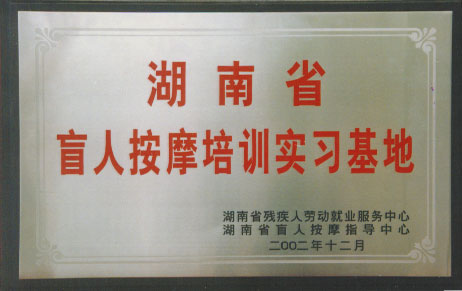 湖南省
盲人按摩培训实习基地
湖南省残疾人劳动就业服务中心
湖南省盲人按摩指导中心
二〇〇二年十二月